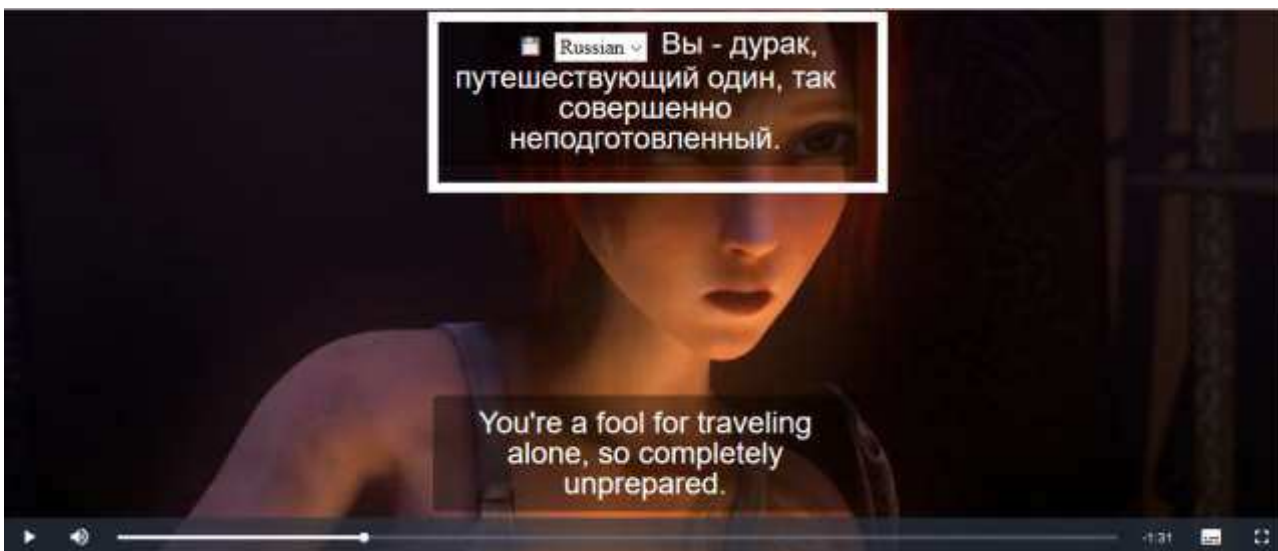 Russian Вы - дурак,
путешествующий один, так
совершенно
неподготовленный.
You're a fool for traveling
alone, so completely
unprepared.
-1:31